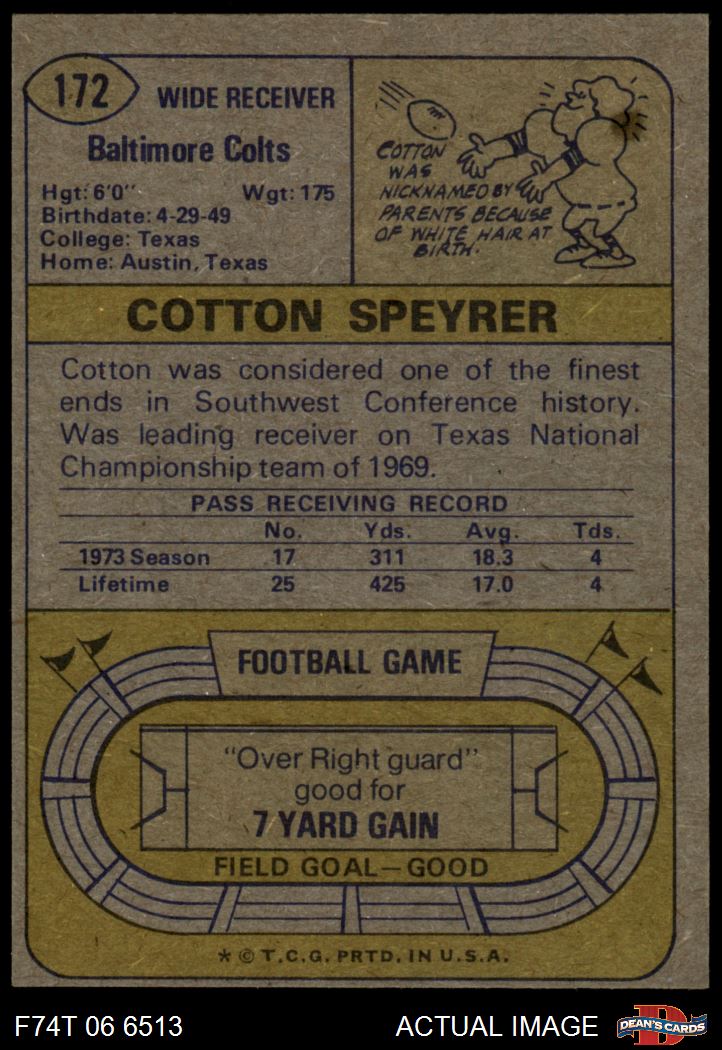 172
WIDE RECEIVER
Baltimore Colts
Hgt: 6'0'' Wgt: 175
Birthdate: 4-29-49
College: Texas
Home: Austin, Texas
COTTON
WAS
NICKNAMED BY
PARENTS BECAUSE
OF WHITE HAIR AT
BIRTH.
COTTON SPEYRER
Cotton was considered one of the finest
ends in Southwest Conference history.
Was leading receiver on Texas National
Championship team of 1969.
PASS RECEIVING RECORD
No. Yds. Avg. Tds.
1973 Season 17 311 18.3 4
Lifetime 25 425 17.0 4
FOOTBALL GAME
"Over Right guard"
good for
7 YARD GAIN
FIELD GOAL—GOOD
* © T.C.G. PRTD. IN U.S.A.
F74T 06 6513 ACTUAL IMAGE
D
DEAN'S CARDS